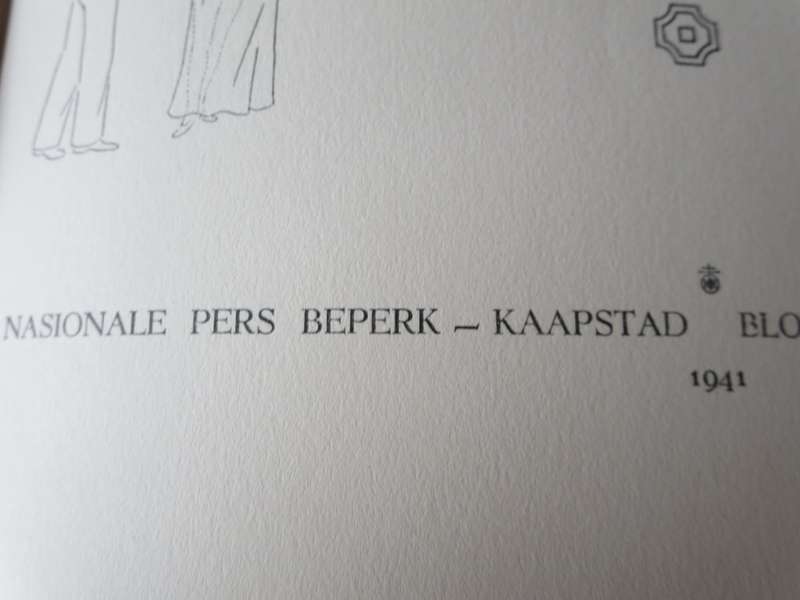 NASIONALE PERS BEPERK – KAAPSTAD BLO
1941